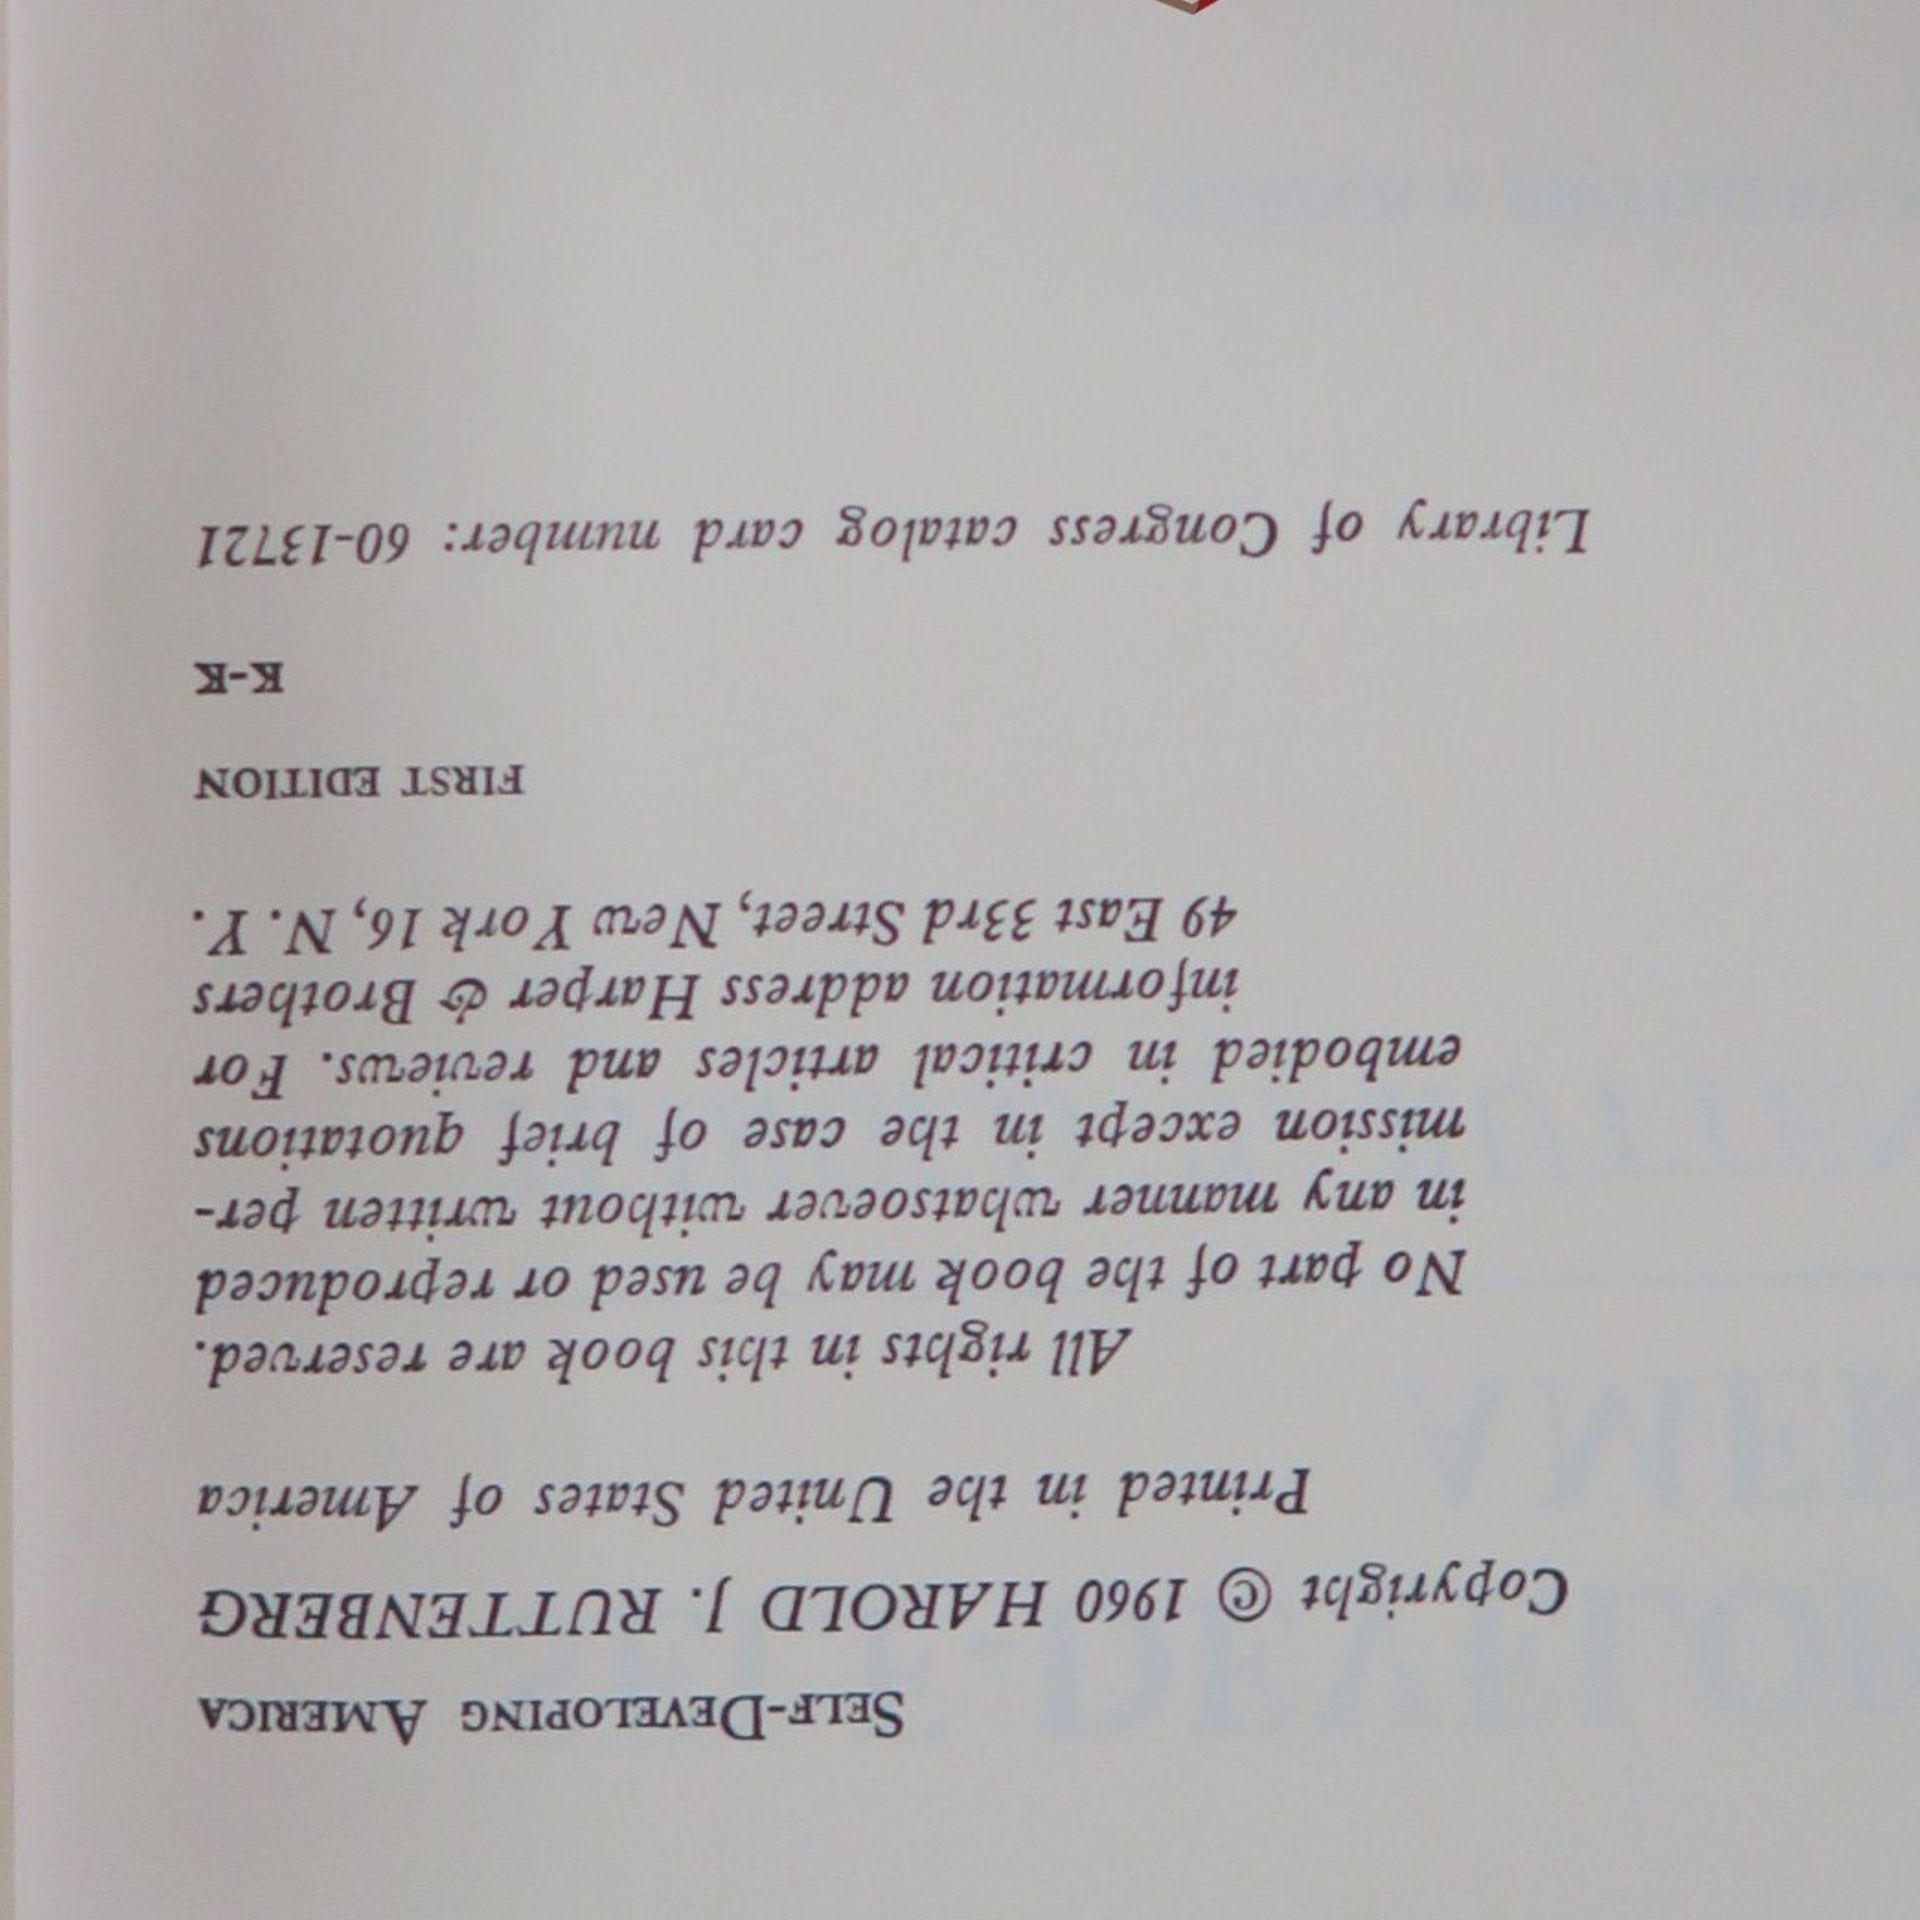 SELF-DEVELOPING AMERICA
Copyright © 1960 HAROLD J. RUTTENBERG
Printed in the United States of America
All rights in this book are reserved.
No part of the book may be used or reproduced
in any manner whatsoever without written per-
mission except in the case of brief quotations
embodied in critical articles and reviews. For
information address Harper & Brothers
49 East 33rd Street, New York 16, N. Y.
FIRST EDITION
K-K
Library of Congress catalog card number: 60-13721